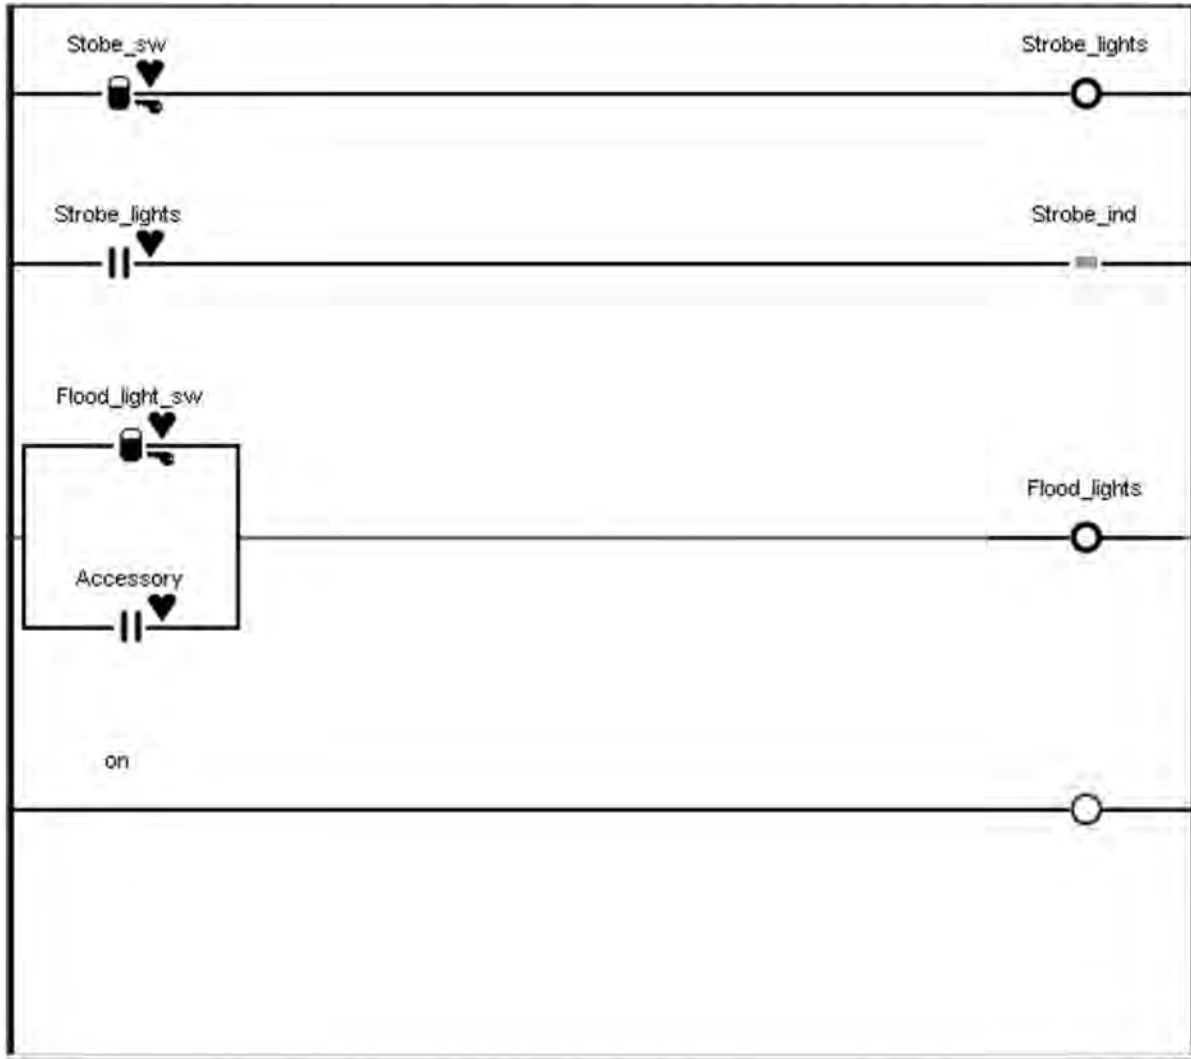 Stobe_sw
Strobe_lights
Strobe_lights
Strobe_ind
Flood_light_sw
Flood_lights
Accessory
on